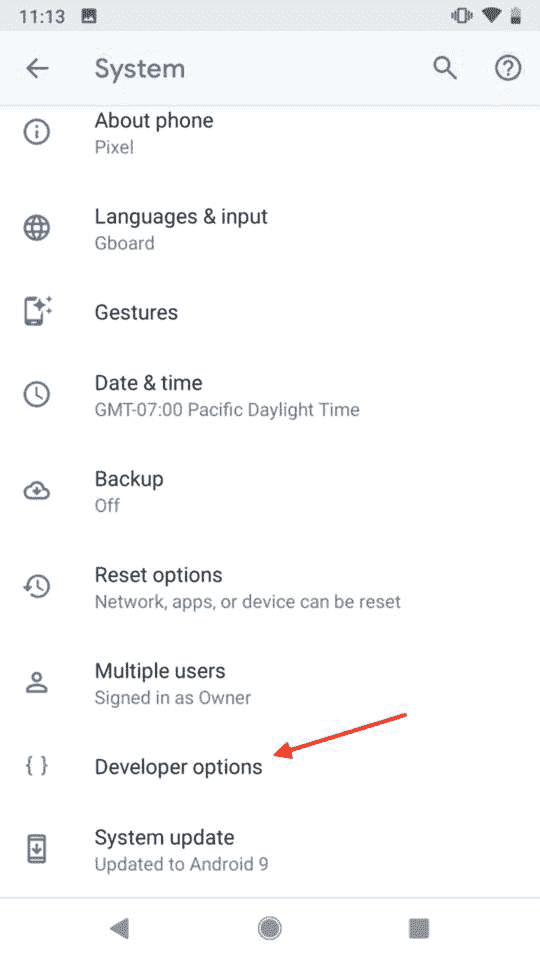 11:13
System
About phone
Pixel
Languages & input
Gboard
Gestures
Date & time
GMT-07:00 Pacific Daylight Time
Backup
Off
Reset options
Network, apps, or device can be reset
Multiple users
Signed in as Owner
Developer options
System update
Updated to Android 9